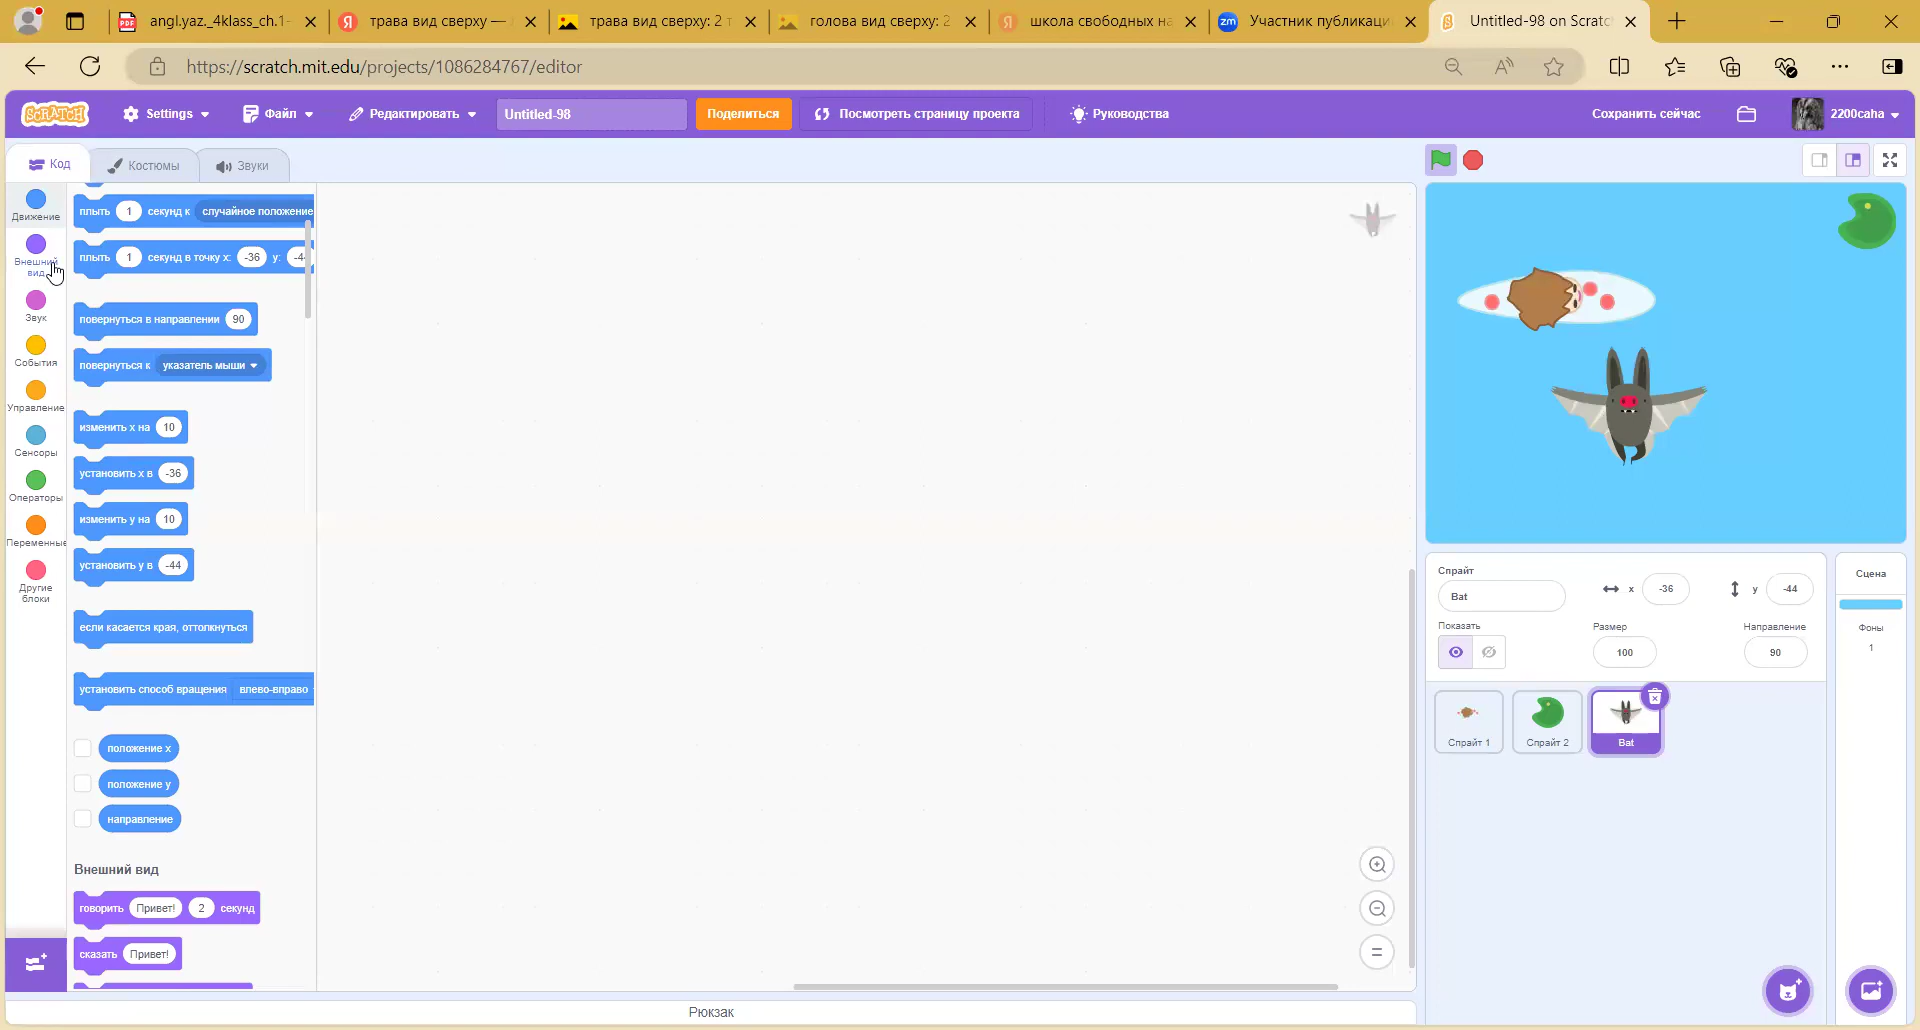 angl.yaz._4klass_ch.1-
трава вид сверху —
трава вид сверху: 2 т
голова вид сверху: 2
школа свободных на
zm Участник публикаци
Untitled-98 on Scratc
https://scratch.mit.edu/projects/1086284767/editor
SCRATCH
Settings
Файл
Редактировать
Untitled-98
Поделиться
Посмотреть страницу проекта
Руководства
Сохранить сейчас
2200caha
Код
Костюмы
Звуки
Движение
Внешний
вид
Звук
События
Управление
Сенсоры
Операторы
Переменные
Другие
блоки
плыть 1 секунд к случайное положение
плыть 1 секунд в точку x: -36 y: -44
повернуться в направлении 90
повернуться к указатель мыши
изменить x на 10
установить x в -36
изменить y на 10
установить y в -44
если касается края, оттолкнуться
установить способ вращения влево-вправо
положение x
положение y
направление
Внешний вид
говорить Привет! 2 секунд
сказать Привет!
Спрайт
Bat
x -36
y -44
Показать
Размер
100
Направление
90
Спрайт 1
Спрайт 2
Bat
Сцена
Фоны
1
Рюкзак